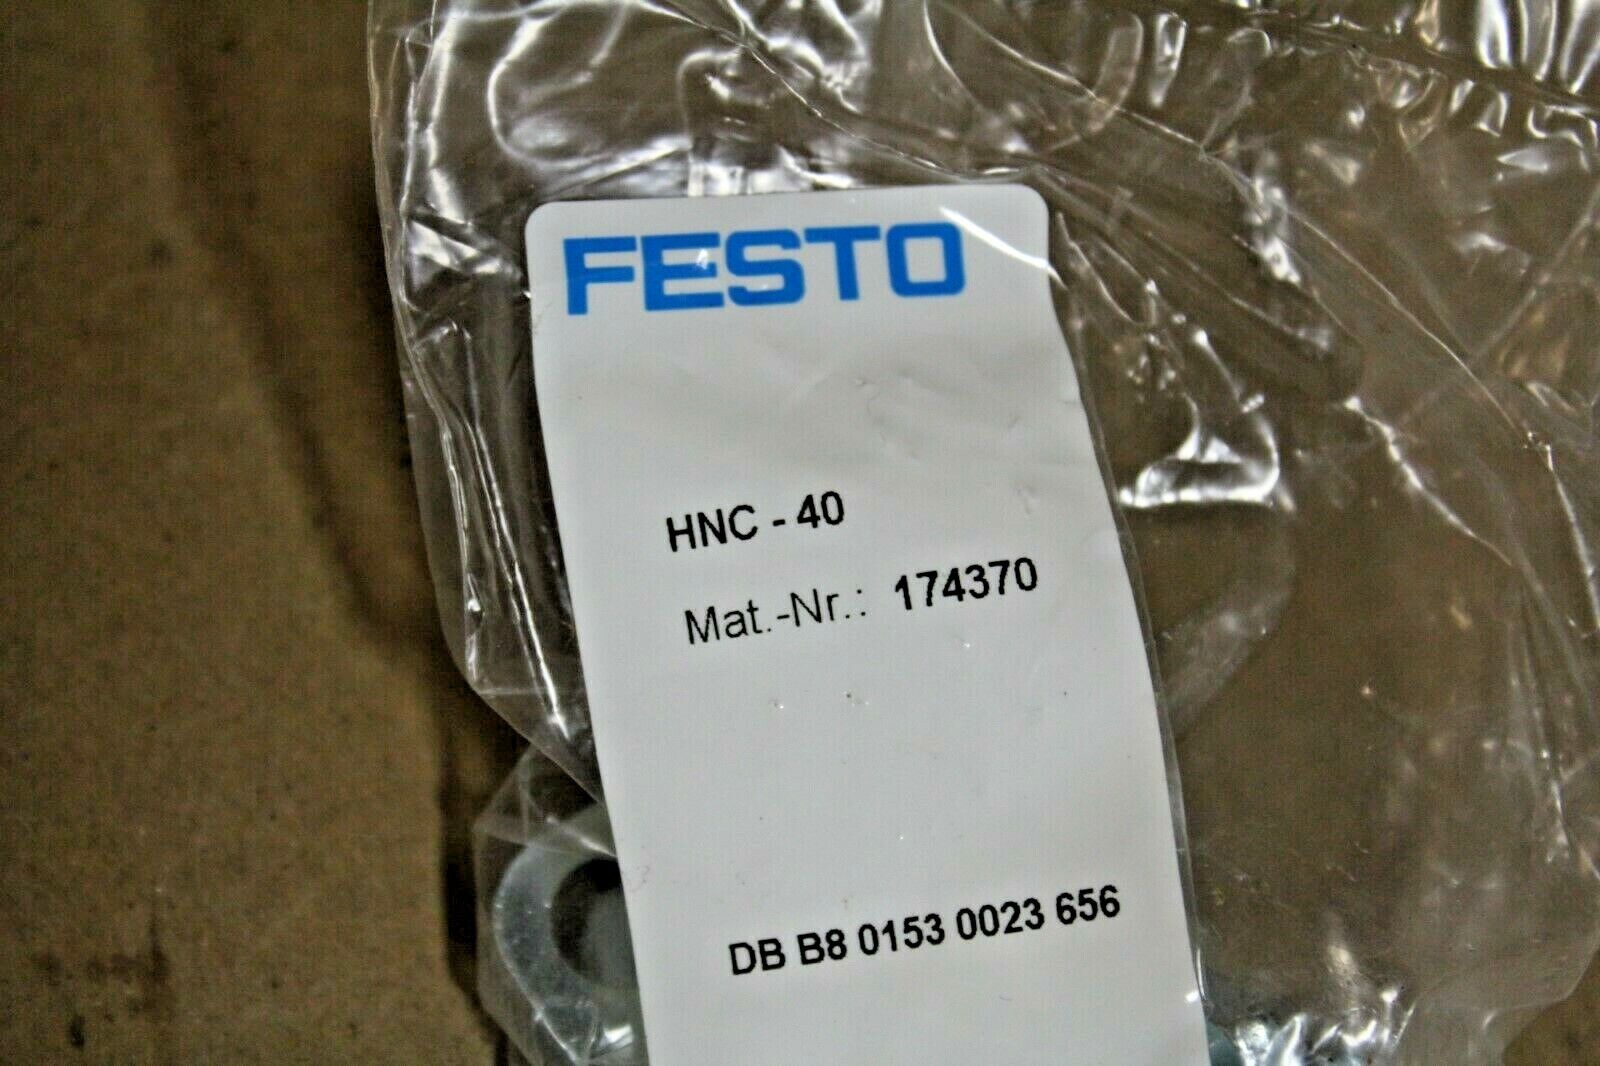 FESTO
HNC - 40
Mat.-Nr.: 174370
DB B8 0153 0023 656